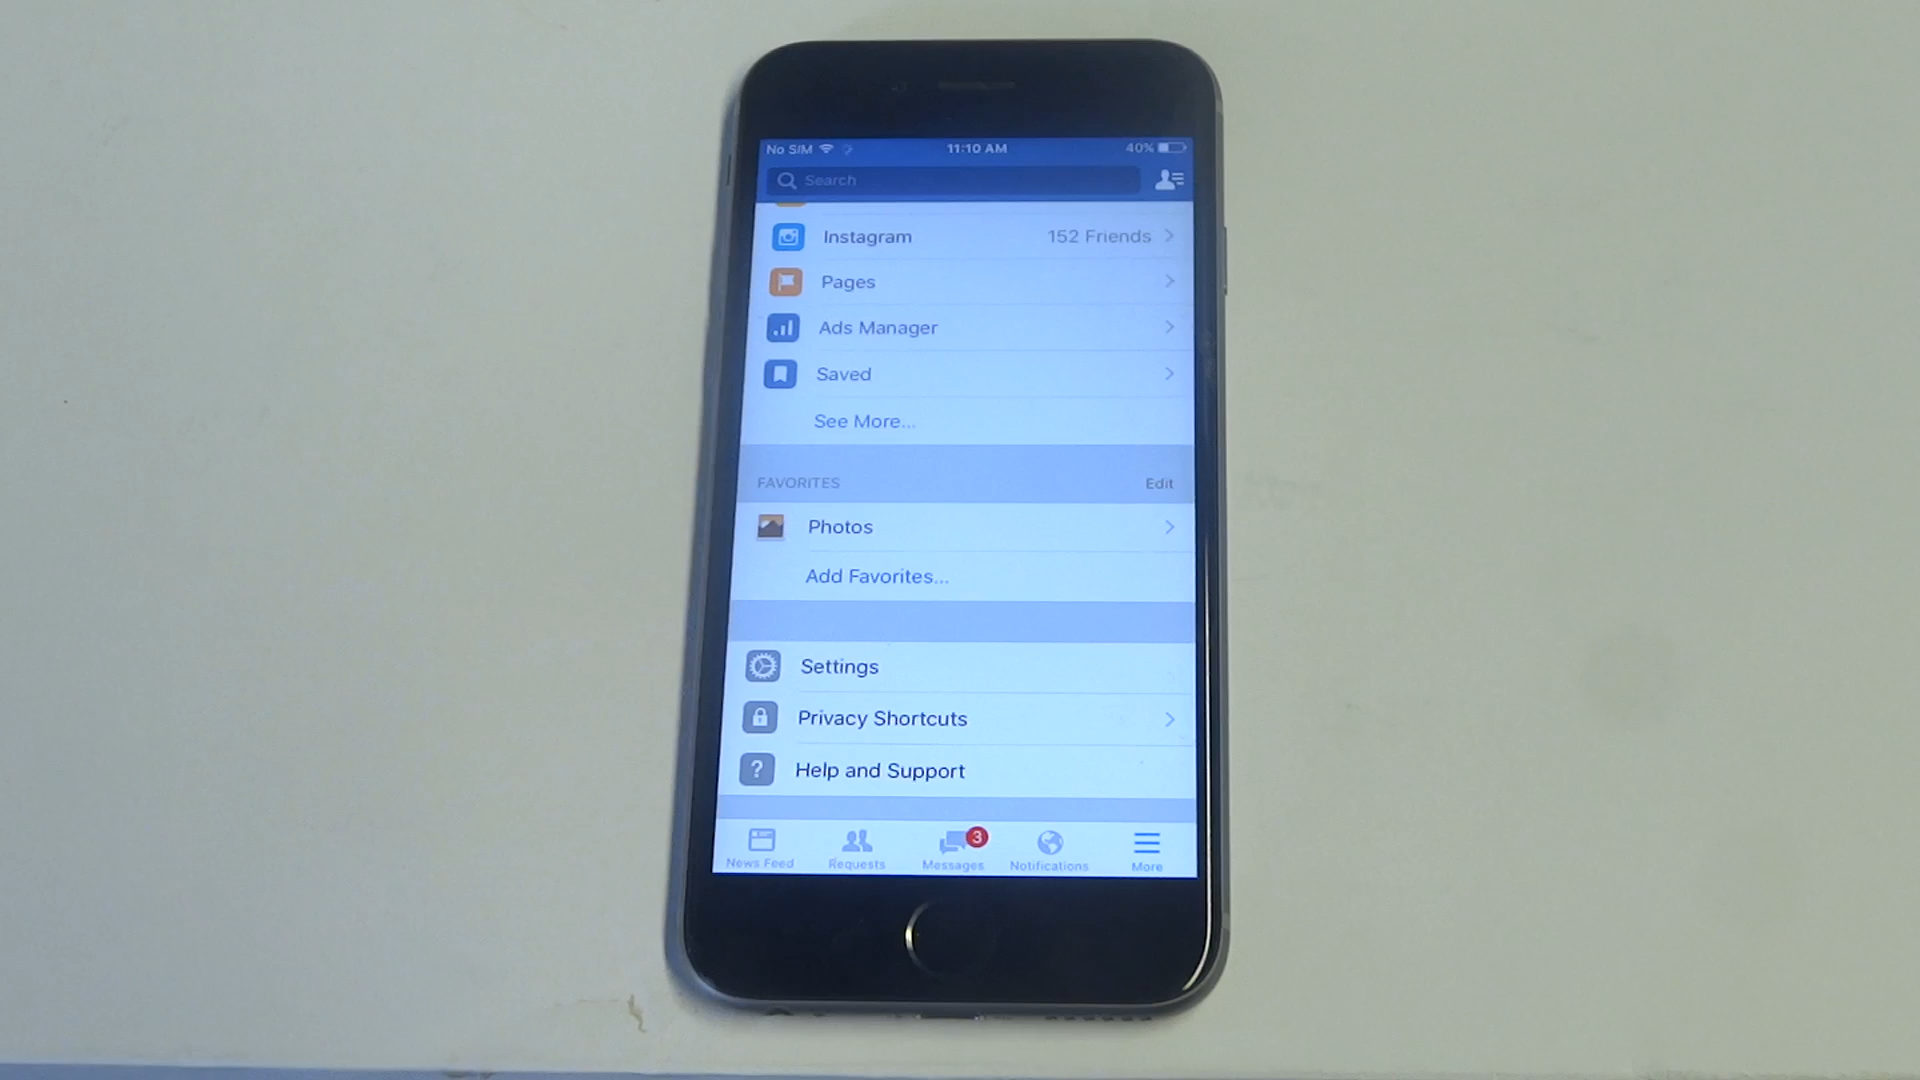 No SIM 11:10 AM 40%
Search
Instagram 152 Friends
Pages
Ads Manager
Saved
See More...
FAVORITES Edit
Photos
Add Favorites...
Settings
Privacy Shortcuts
? Help and Support
3
News Feed Requests Messages Notifications More